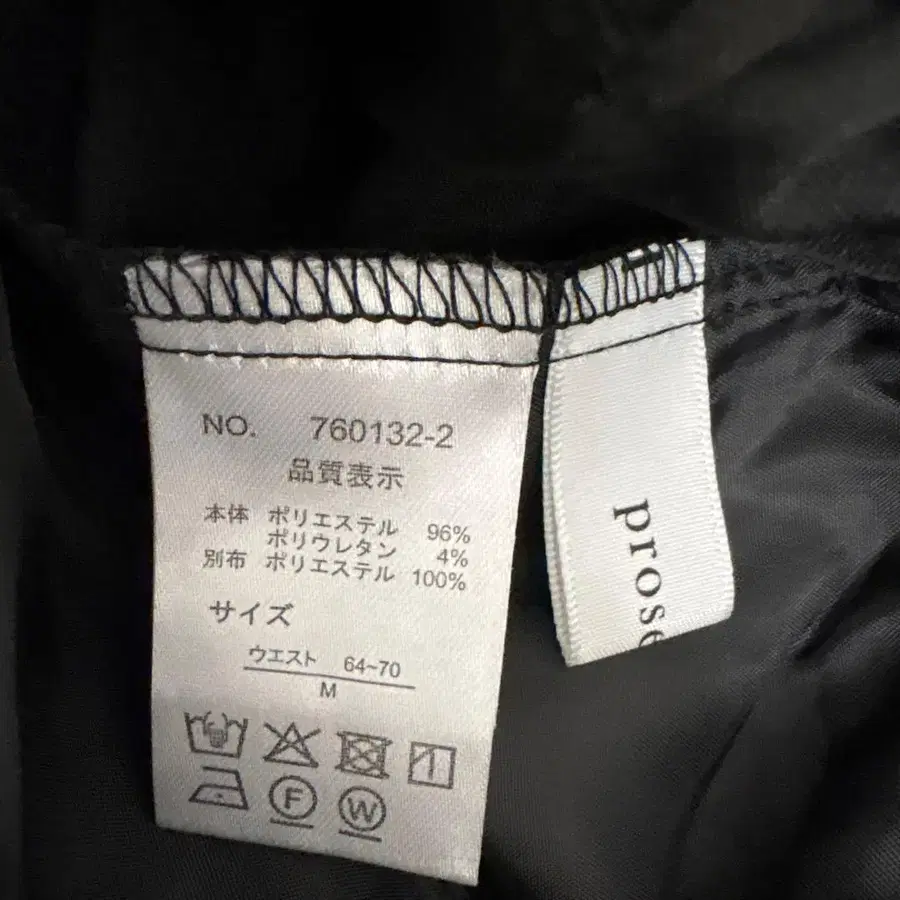 NO. 760132-2
品質表示
本体 ポリエステル 96%
ポリウレタン 4%
別布 ポリエステル 100%
サイズ
ウエスト 64~70
M
F
W
prose